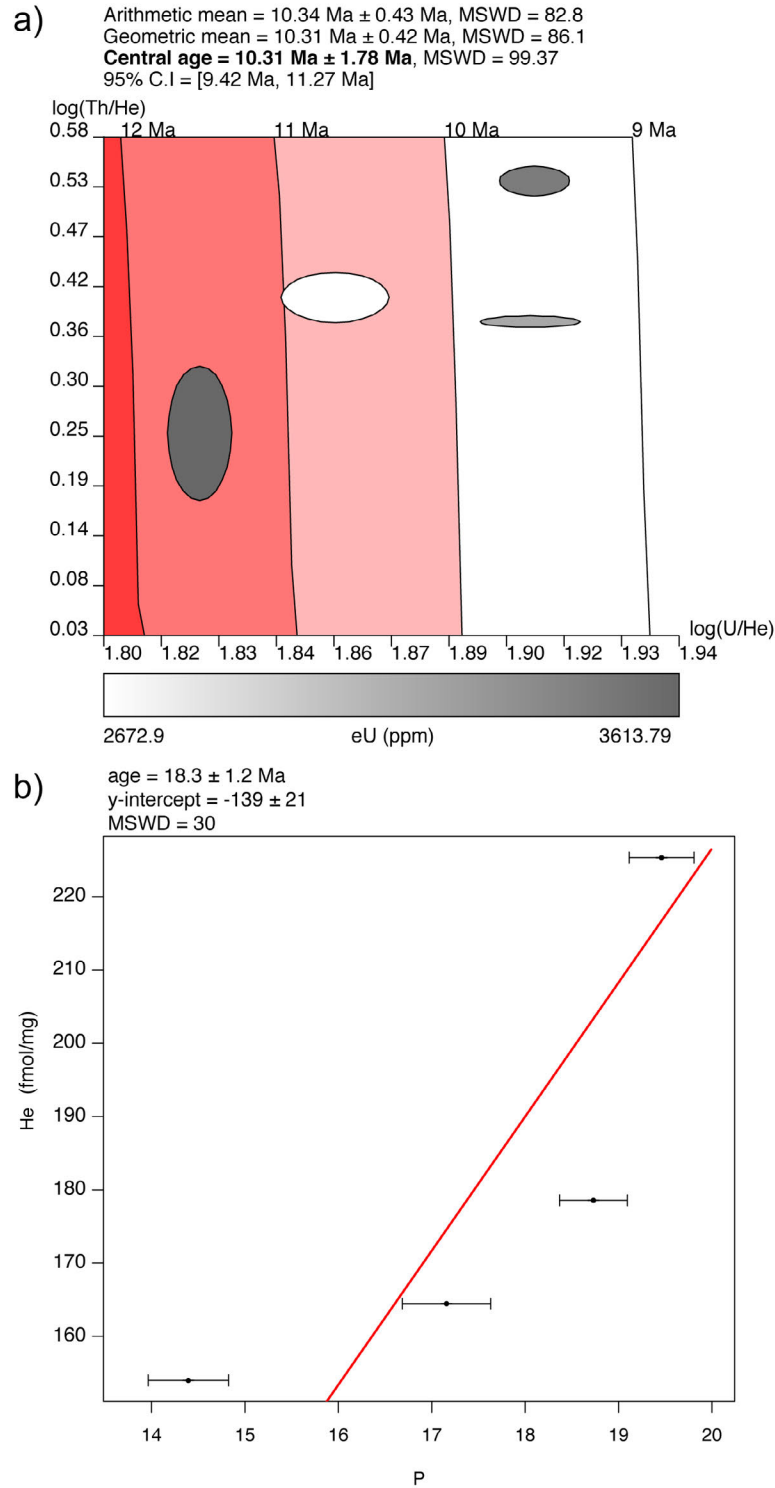 a)
Arithmetic mean = 10.34 Ma ± 0.43 Ma, MSWD = 82.8
Geometric mean = 10.31 Ma ± 0.42 Ma, MSWD = 86.1
Central age = 10.31 Ma ± 1.78 Ma, MSWD = 99.37
95% C.I = [9.42 Ma, 11.27 Ma]
log(Th/He)
12 Ma 11 Ma 10 Ma 9 Ma
0.58
0.53
0.47
0.42
0.36
0.30
0.25
0.19
0.14
0.08
0.03
log(U/He)
1.80 1.82 1.83 1.84 1.86 1.87 1.89 1.90 1.92 1.93 1.94
2672.9 eU (ppm) 3613.79
b)
age = 18.3 ± 1.2 Ma
y-intercept = -139 ± 21
MSWD = 30
He (fmol/mg)
220
210
200
190
180
170
160
14 15 16 17 18 19 20
P